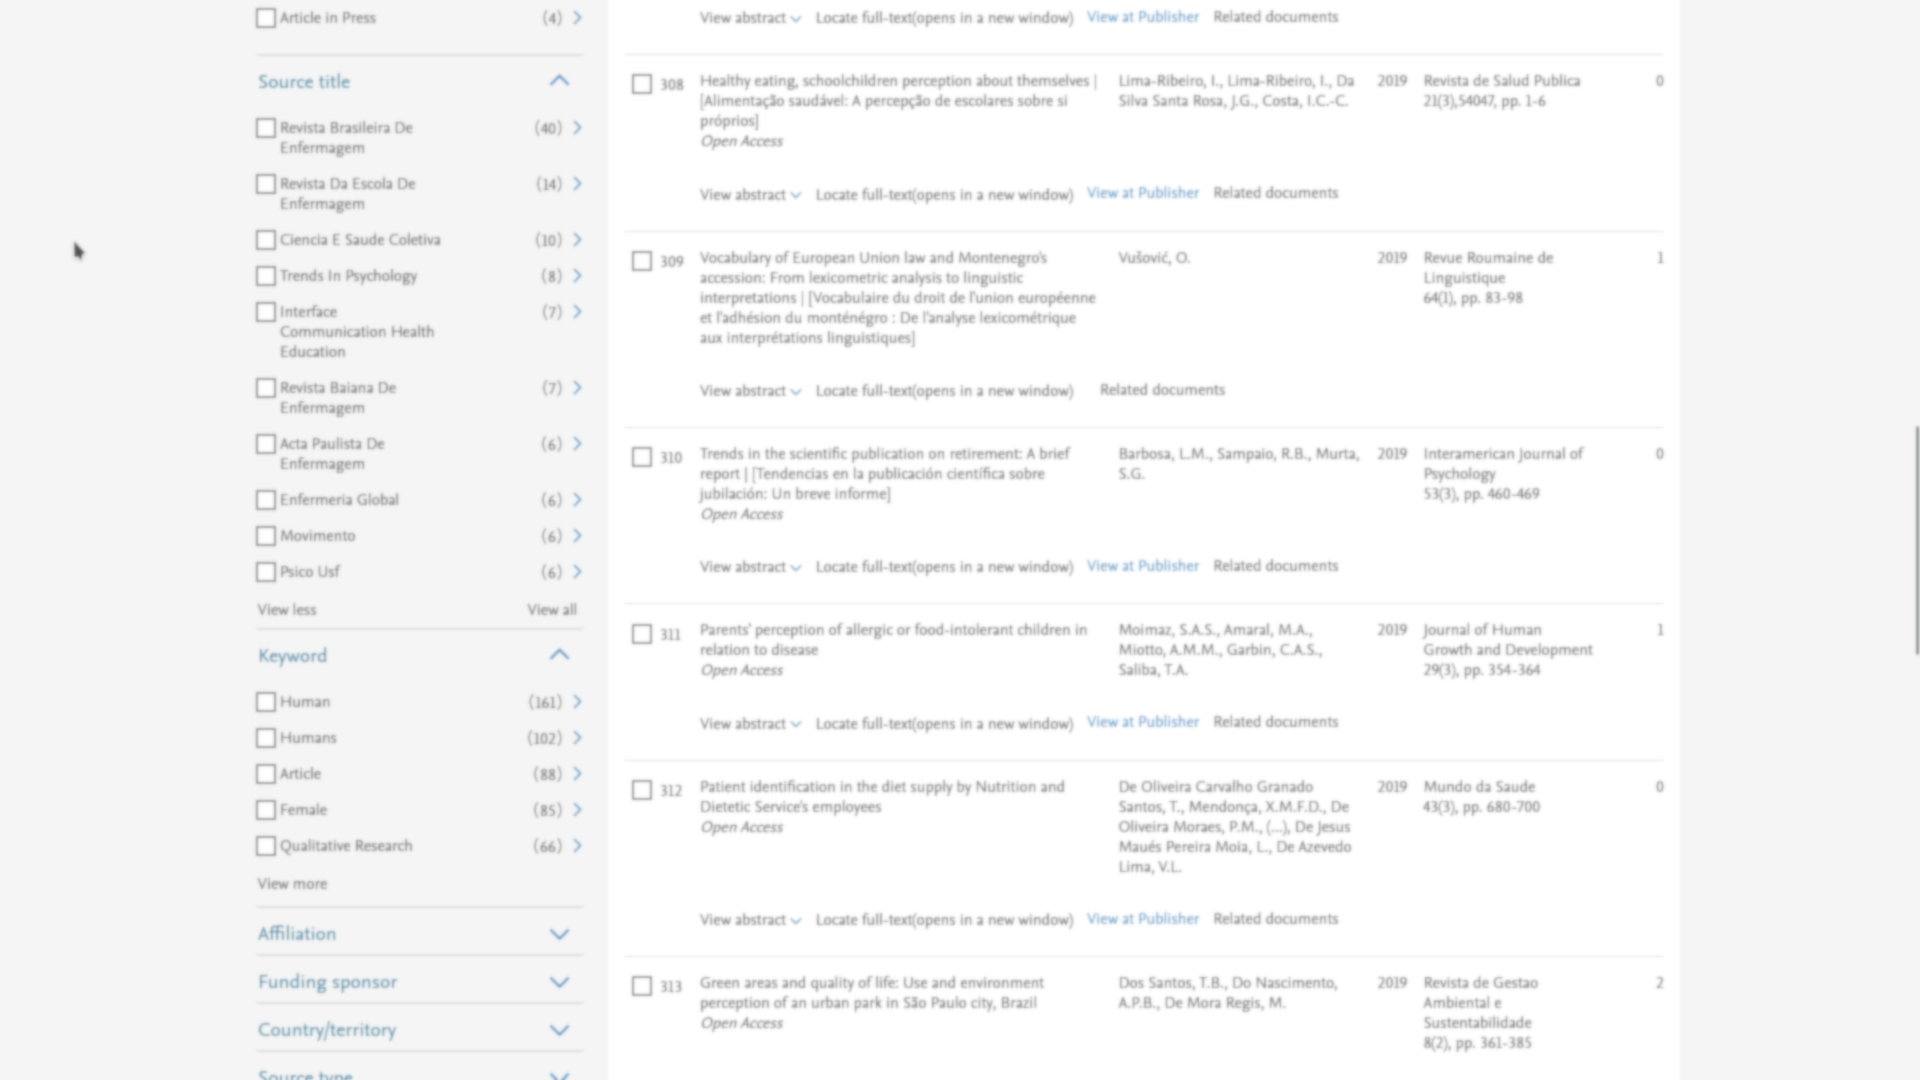 Article in Press (4)
Source title
Revista Brasileira De
Enfermagem (40)
Revista Da Escola De
Enfermagem (14)
Ciencia E Saude Coletiva (10)
Trends In Psychology (8)
Interface
Communication Health
Education (7)
Revista Baiana De
Enfermagem (7)
Acta Paulista De
Enfermagem (6)
Enfermeria Global (6)
Movimento (6)
Psico Usf (6)
View less View all
Keyword
Human (161)
Humans (102)
Article (88)
Female (85)
Qualitative Research (66)
View more
Affiliation
Funding sponsor
Country/territory
Source type
View abstract Locate full-text(opens in a new window) View at Publisher Related documents
308 Healthy eating, schoolchildren perception about themselves |
[Alimentação saudável: A percepção de escolares sobre si
próprios]
Open Access
Lima-Ribeiro, I., Lima-Ribeiro, I., Da
Silva Santa Rosa, J.G., Costa, I.C.-C.
2019
Revista de Salud Publica
21(3),54047, pp. 1-6
0
View abstract Locate full-text(opens in a new window) View at Publisher Related documents
309 Vocabulary of European Union law and Montenegro's
accession: From lexicometric analysis to linguistic
interpretations | [Vocabulaire du droit de l'union européenne
et l'adhésion du monténégro : De l'analyse lexicométrique
aux interprétations linguistiques]
Vušović, O.
2019
Revue Roumaine de
Linguistique
64(1), pp. 83-98
1
View abstract Locate full-text(opens in a new window) Related documents
310 Trends in the scientific publication on retirement: A brief
report | [Tendencias en la publicación científica sobre
jubilación: Un breve informe]
Open Access
Barbosa, L.M., Sampaio, R.B., Murta,
S.G.
2019
Interamerican Journal of
Psychology
53(3), pp. 460-469
0
View abstract Locate full-text(opens in a new window) View at Publisher Related documents
311 Parents' perception of allergic or food-intolerant children in
relation to disease
Open Access
Moimaz, S.A.S., Amaral, M.A.,
Miotto, A.M.M., Garbin, C.A.S.,
Saliba, T.A.
2019
Journal of Human
Growth and Development
29(3), pp. 354-364
1
View abstract Locate full-text(opens in a new window) View at Publisher Related documents
312 Patient identification in the diet supply by Nutrition and
Dietetic Service's employees
Open Access
De Oliveira Carvalho Granado
Santos, T., Mendonça, X.M.F.D., De
Oliveira Moraes, P.M., (...), De Jesus
Maués Pereira Moia, L., De Azevedo
Lima, V.L.
2019
Mundo da Saude
43(3), pp. 680-700
0
View abstract Locate full-text(opens in a new window) View at Publisher Related documents
313 Green areas and quality of life: Use and environment
perception of an urban park in São Paulo city, Brazil
Open Access
Dos Santos, T.B., Do Nascimento,
A.P.B., De Mora Regis, M.
2019
Revista de Gestao
Ambiental e
Sustentabilidade
8(2), pp. 361-385
2